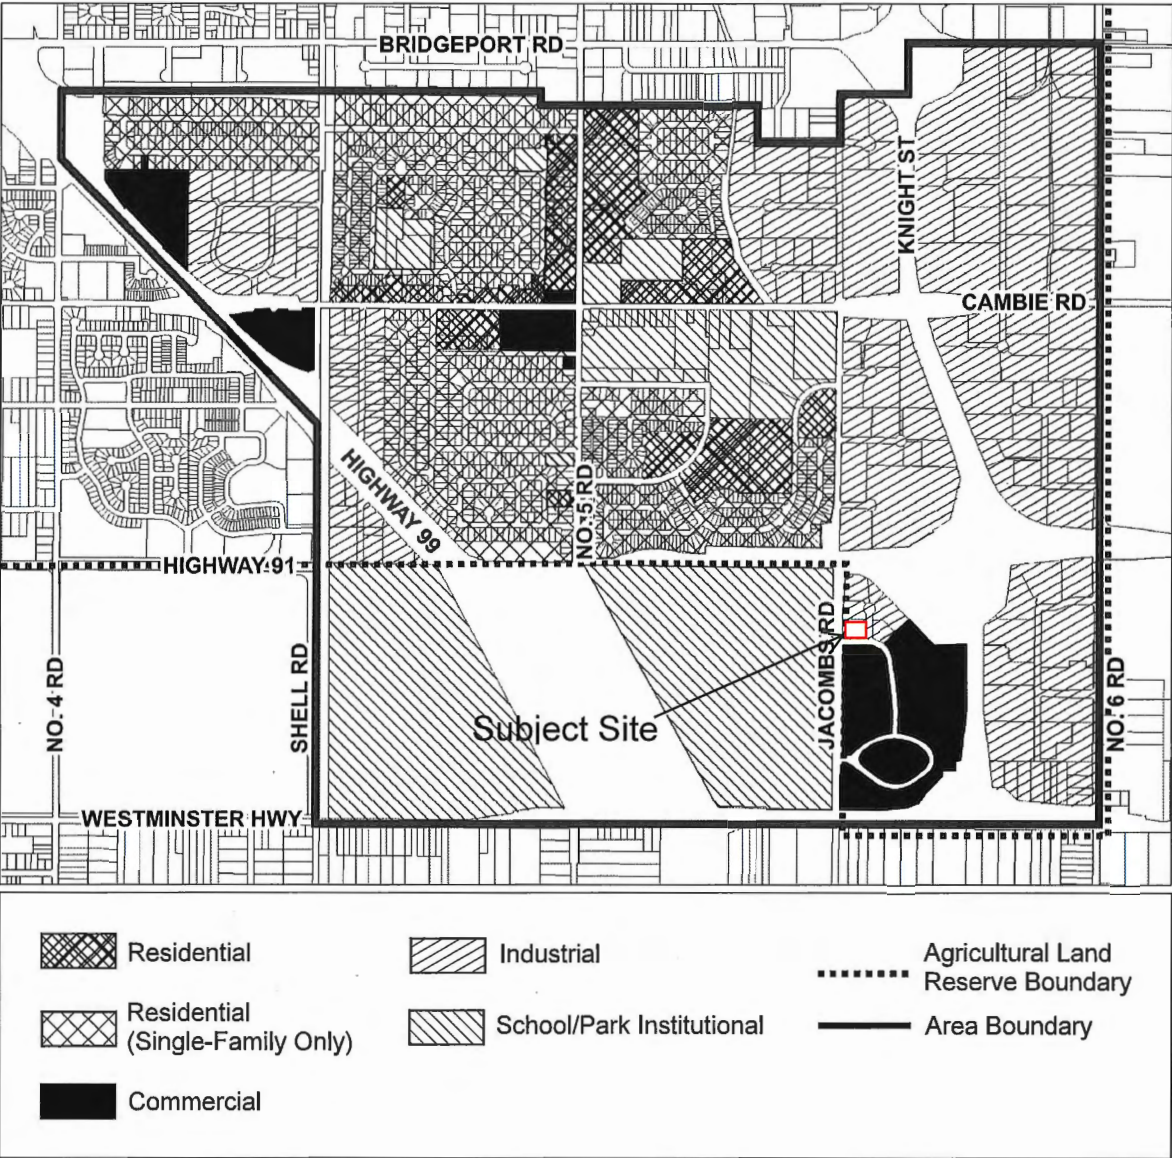 BRIDGEPORT RD
KNIGHT ST
CAMBIE RD
HIGHWAY 99
NO. 5 RD
HIGHWAY 91
NO. 4 RD
SHELL RD
JACOMBS RD
NO. 6 RD
Subject Site
WESTMINSTER HWY
Residential
Residential
(Single-Family Only)
Commercial
Industrial
School/Park Institutional
Agricultural Land
Reserve Boundary
Area Boundary